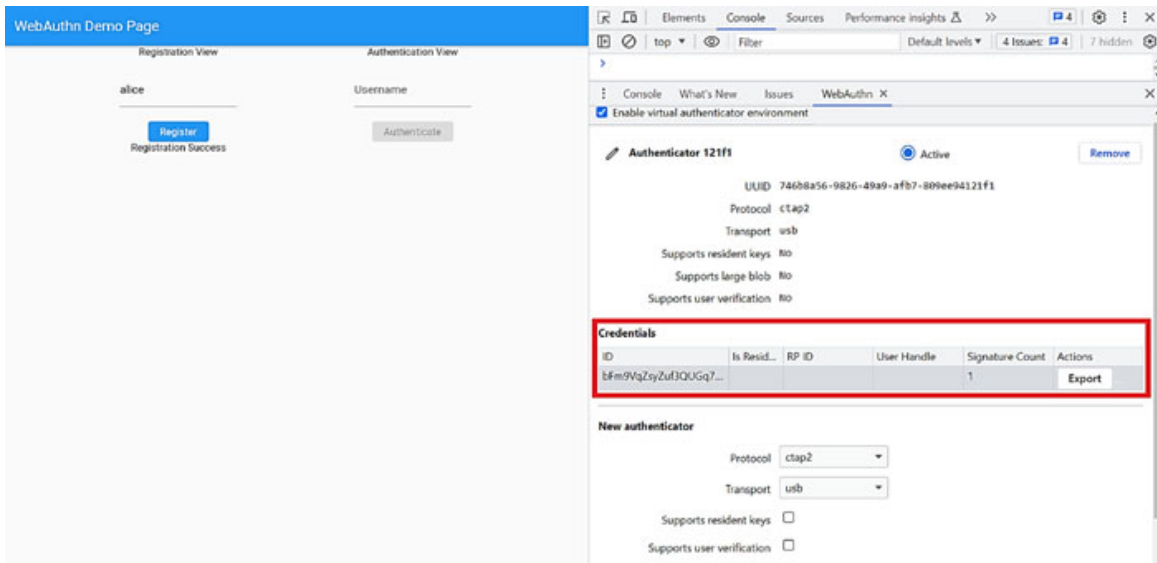 WebAuthn Demo Page
Registration View
Authentication View
alice
Username
Register
Authenticate
Registration Success
Elements Console Sources Performance insights » 4
top Filter Default levels 4 Issues: 4 7 hidden
>
Console What's New Issues WebAuthn
Enable virtual authenticator environment
Authenticator 121f1 Active Remove
UUID 746b8a56-9826-49a9-afb7-809ee94121f1
Protocol ctap2
Transport usb
Supports resident keys No
Supports large blob No
Supports user verification No
Credentials
ID Is Resid... RP ID User Handle Signature Count Actions
bFm9VqZsyZuf3QUGq7... 1 Export
New authenticator
Protocol ctap2
Transport usb
Supports resident keys
Supports user verification